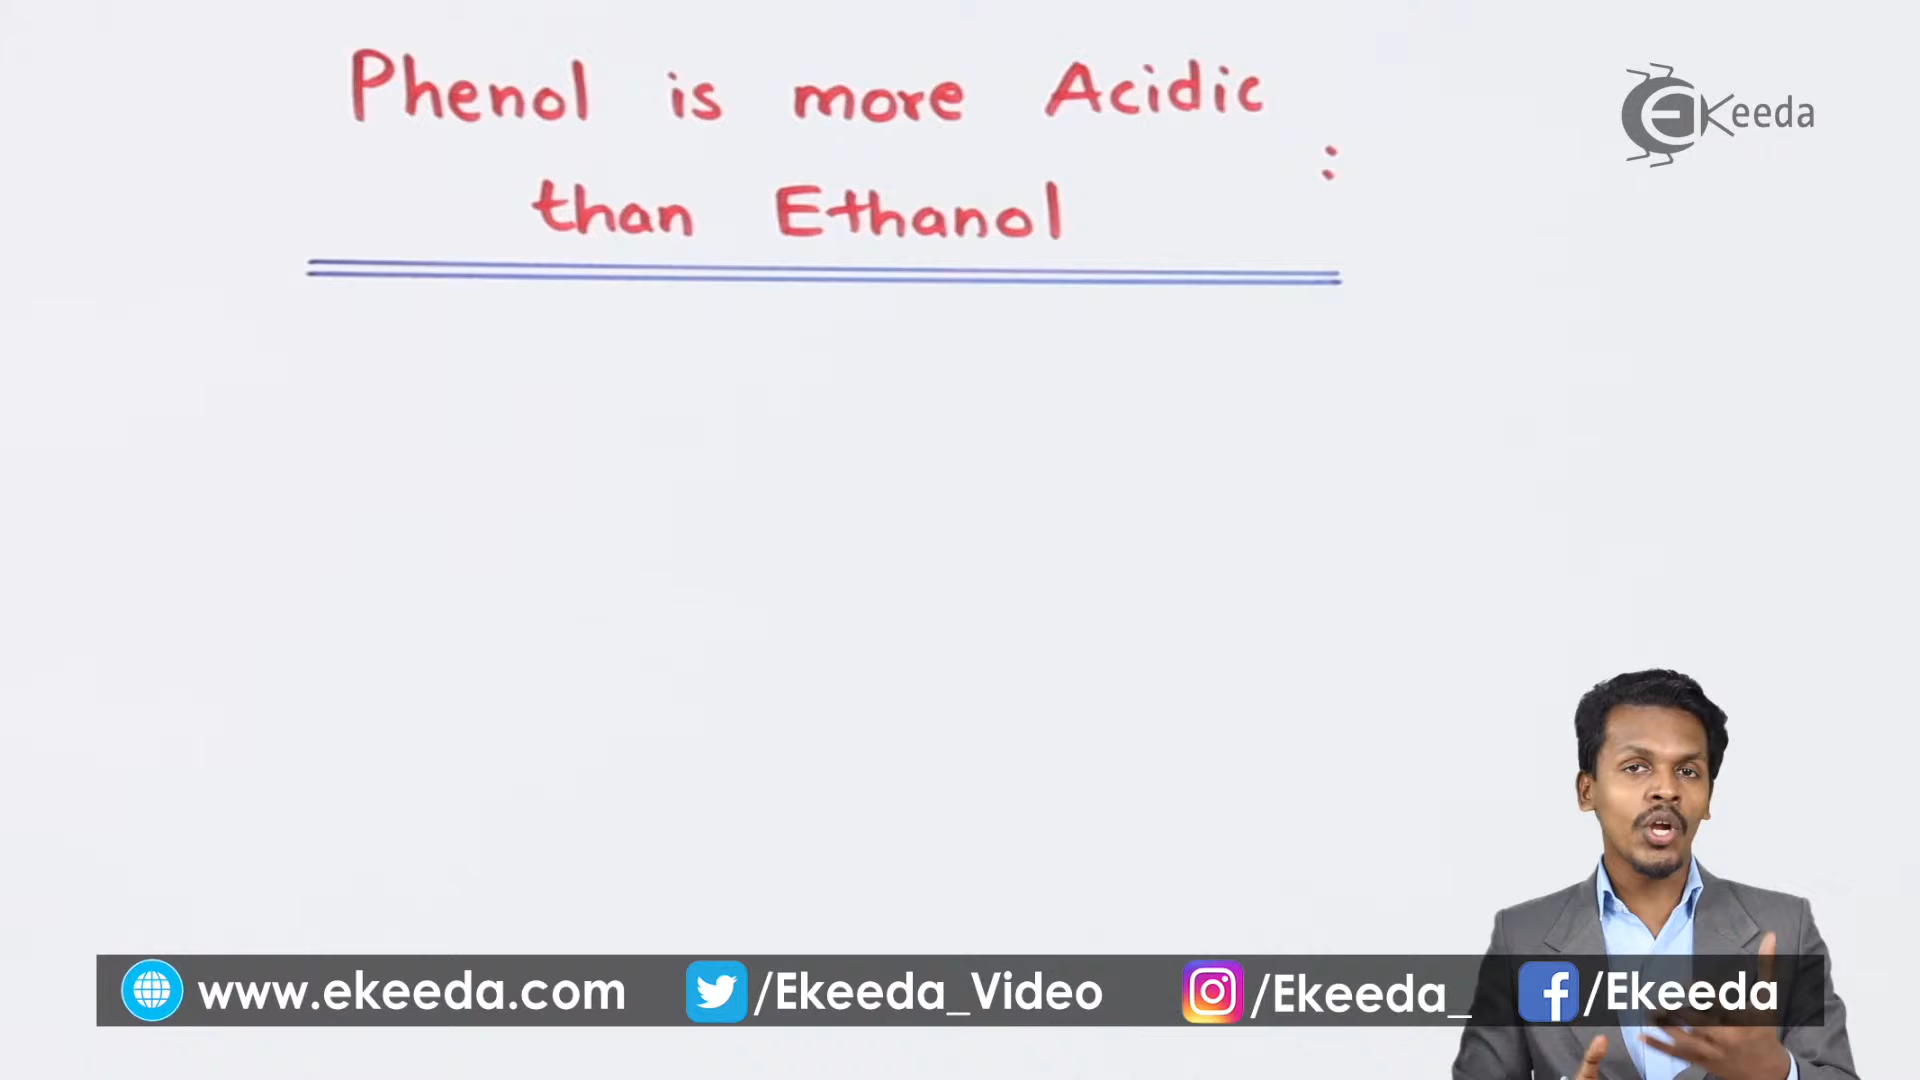 Phenol is more Acidic
than Ethanol :
EKeeda
www.ekeeda.com /Ekeeda_Video /Ekeeda_ /Ekeeda